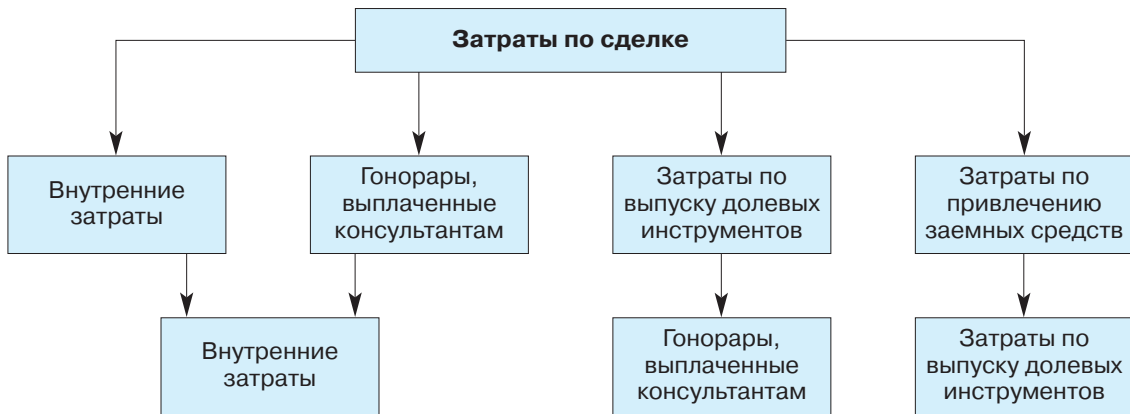 Затраты по сделке
Внутренние
затраты
Гонорары,
выплаченные
консультантам
Затраты по
выпуску долевых
инструментов
Затраты по
привлечению
заемных средств
Внутренние
затраты
Гонорары,
выплаченные
консультантам
Затраты по
выпуску долевых
инструментов